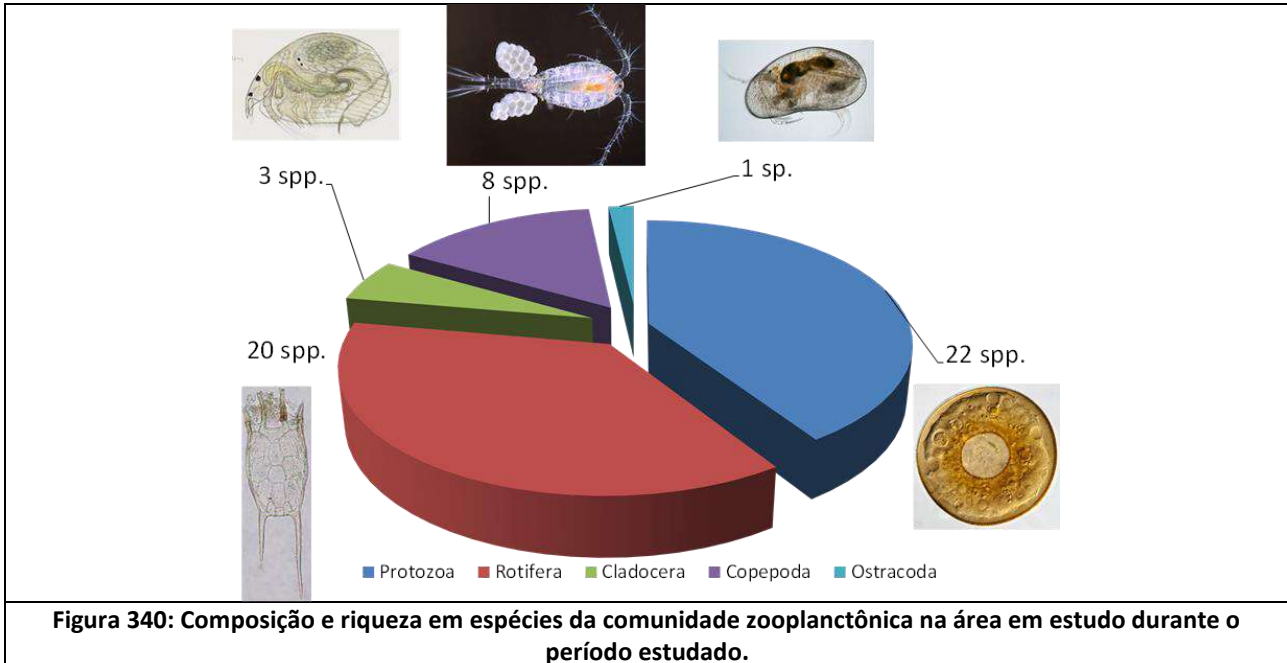 3 spp.
8 spp.
1 sp.
20 spp.
22 spp.
Protozoa Rotifera Cladocera Copepoda Ostracoda
Figura 340: Composição e riqueza em espécies da comunidade zooplanctônica na área em estudo durante o
período estudado.